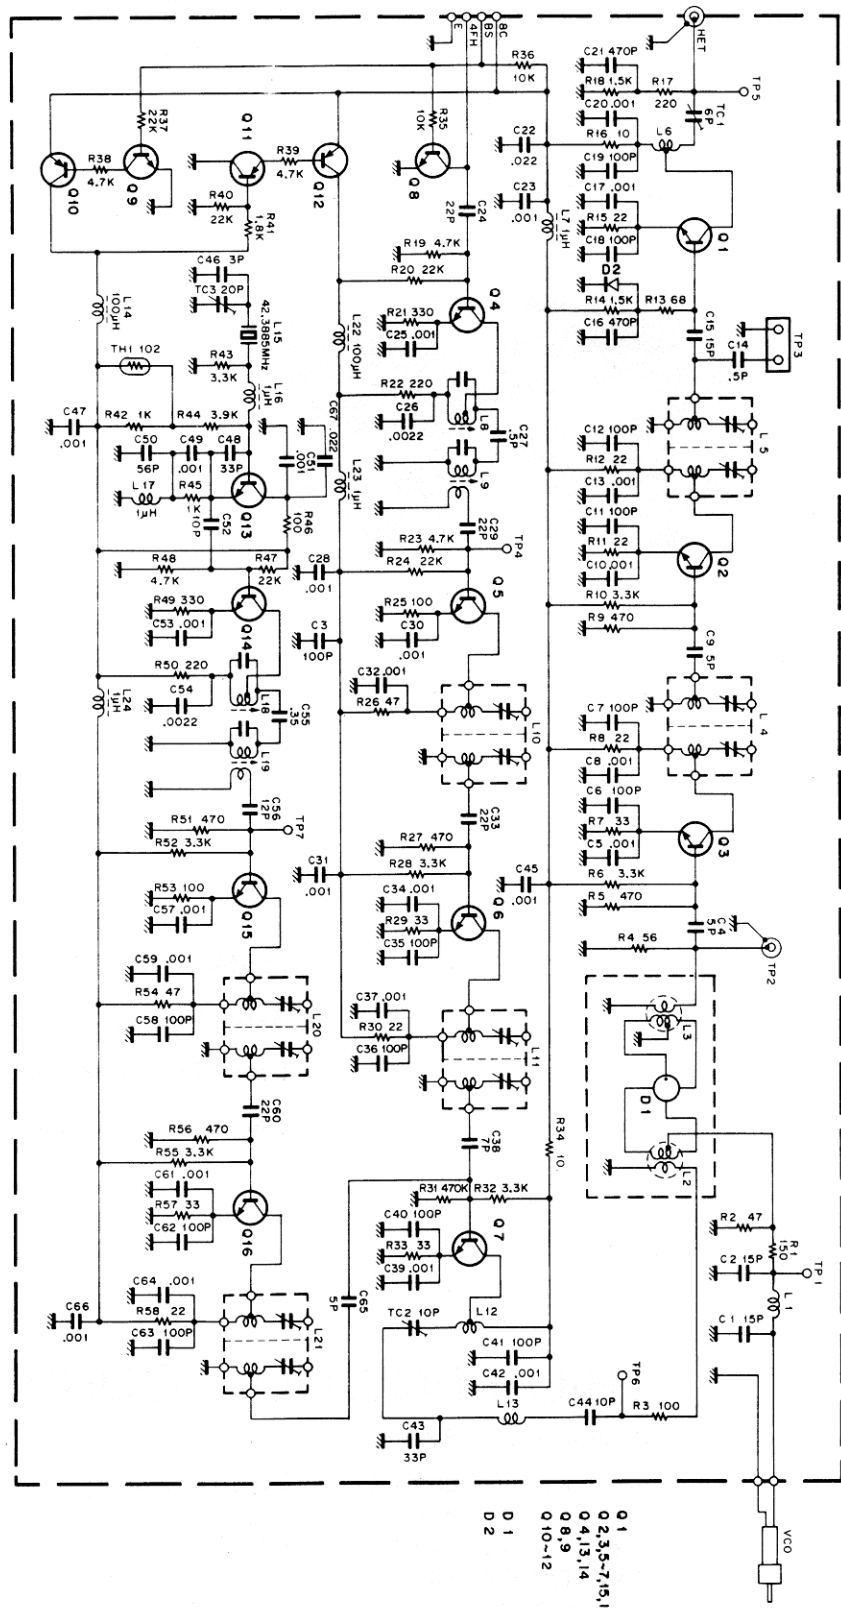 E
4FH
8S
8C
HET
R36
10K
C21 470P
R18 1.5K
R17
220
TP5
C20 .001
TC1
6P
R37
22K
Q11
R35
10K
C22
.022
R16 10
L6
R38
4.7K
Q9
Q10
R39
4.7K
Q12
Q8
C19 100P
C24
22P
C23
.001
C17 .001
R40
22K
R41
1.8K
R15 22
L7 1μH
C18 100P
Q1
R19 4.7K
C46 3P
R20 22K
D2
TC3 20P
L14
100μH
Q4
R14 1.5K
R13 68
L15
42.3885MHz
R21 330
C25 .001
L22 100μH
C16 470P
C15 15P
TP3
C14
.5P
TH1 102
R43
3.3K
L16
1μH
R22 220
C47
.001
R42 1K
R44 3.9K
C67 .022
C26
.0022
L8
C27
.5P
C12 100P
L5
C50
56P
C49
.001
C48
33P
C51
.001
R12 22
L9
L23 1μH
C13 .001
L17
1μH
R45
1K
Q13
R46
100
C52
10P
C29
22P
C11 100P
R48
4.7K
R47
22K
R23 4.7K
TP4
R11 22
Q2
C28
.001
R24 22K
C10 .001
Q5
R10 3.3K
R49 330
R25 100
R9 470
C53 .001
Q14
C3
100P
C30
.001
C9
5P
R50 220
C32 .001
C54
.0022
L18
C55
.35
L24
1μH
R26 47
L10
C7 100P
L4
R8 22
L19
C8 .001
C56
12P
C33
22P
C6 100P
R51 470
TP7
R27 470
R7 33
Q3
R52 3.3K
C5 .001
C31
.001
R28 3.3K
C45
.001
R6 3.3K
R53 100
Q15
C34 .001
Q6
R5 470
C57 .001
R29 33
C4
5P
C35 100P
R4 56
TP2
C59 .001
R54 47
L20
C37 .001
C58 100P
R30 22
L11
L3
C36 100P
D1
C60
22P
R56 470
C38
7P
R34 10
R55 3.3K
L2
C61 .001
R31 470K
R32 3.3K
R57 33
C40 100P
R2 47
Q16
Q7
R1
150
C62 100P
R33 33
C2 15P
TP1
C39 .001
C64 .001
C65
5P
L1
C66
.001
R58 22
TC2 10P
L12
C1 15P
L21
C63 100P
C41 100P
C42 .001
TP6
L13
C44 10P
R3 100
C43
33P
VCO
Q1
Q2,3,5~7,15,1
Q4,13,14
Q8,9
Q10~12
D1
D2